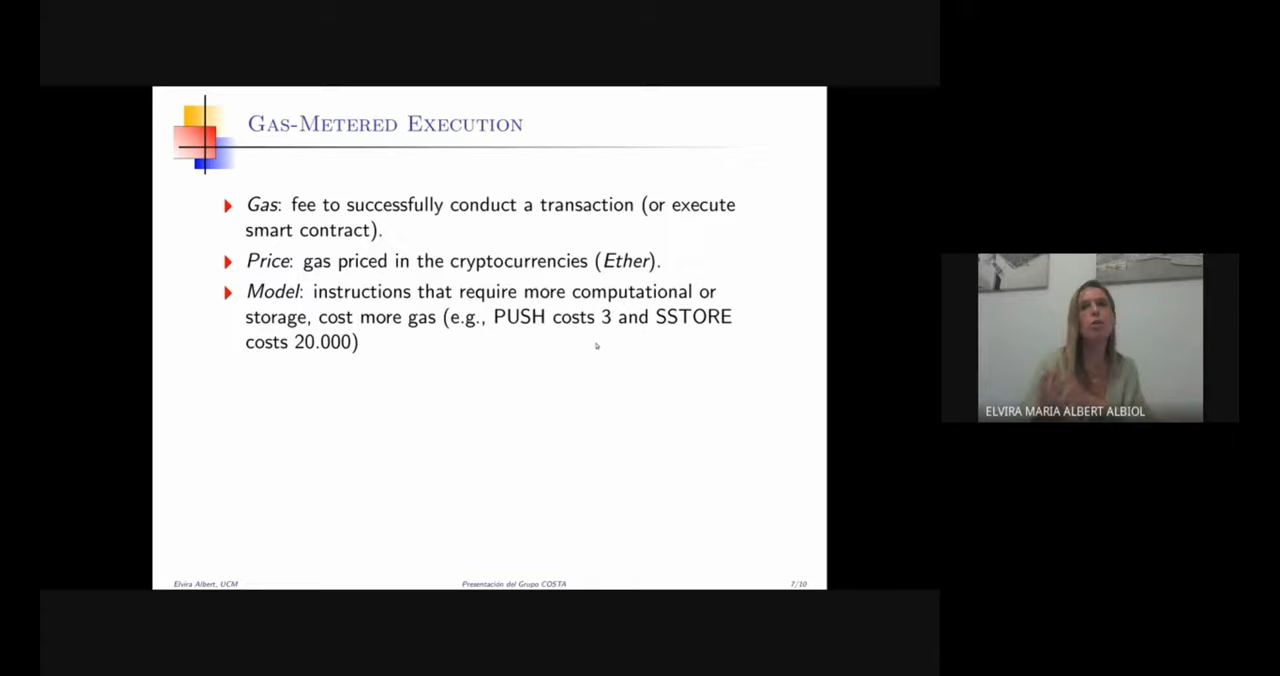 Gas-Metered Execution
Gas: fee to successfully conduct a transaction (or execute
smart contract).
Price: gas priced in the cryptocurrencies (Ether).
Model: instructions that require more computational or
storage, cost more gas (e.g., PUSH costs 3 and SSTORE
costs 20.000)
ELVIRA MARIA ALBERT ALBIOL
Elvira Albert, UCM
Presentación del Grupo COSTA
7/10